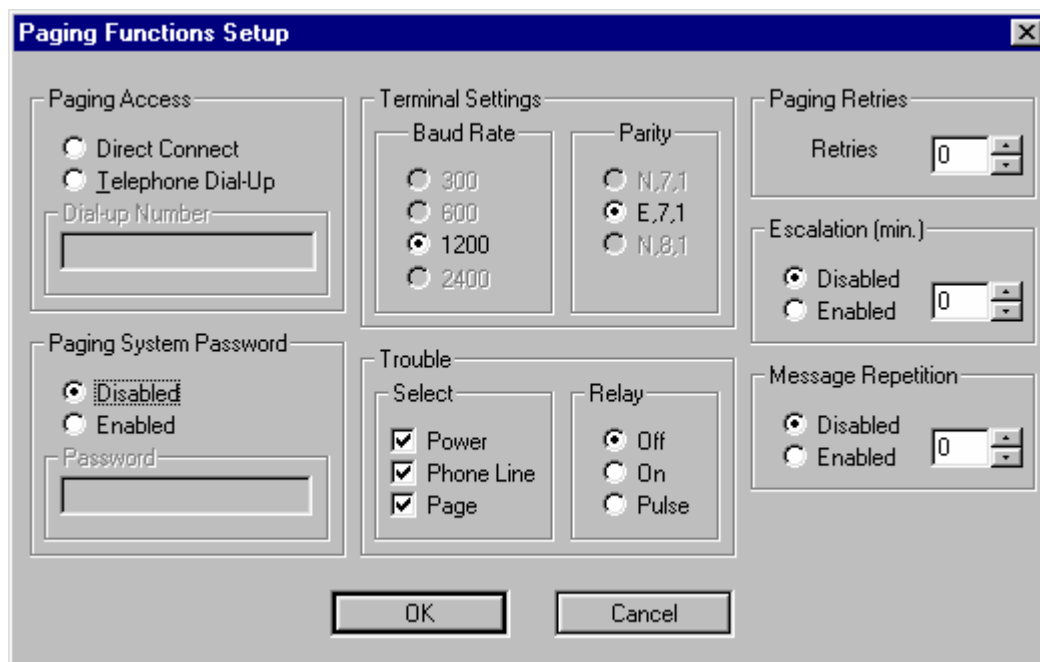 Paging Functions Setup
Paging Access
Direct Connect
Telephone Dial-Up
Dial-up Number
Paging System Password
Disabled
Enabled
Password
Terminal Settings
Baud Rate
300
600
1200
2400
Parity
N,7,1
E,7,1
N,8,1
Trouble
Select
Power
Phone Line
Page
Relay
Off
On
Pulse
Paging Retries
Retries 0
Escalation (min.)
Disabled
Enabled
0
Message Repetition
Disabled
Enabled
0
OK
Cancel